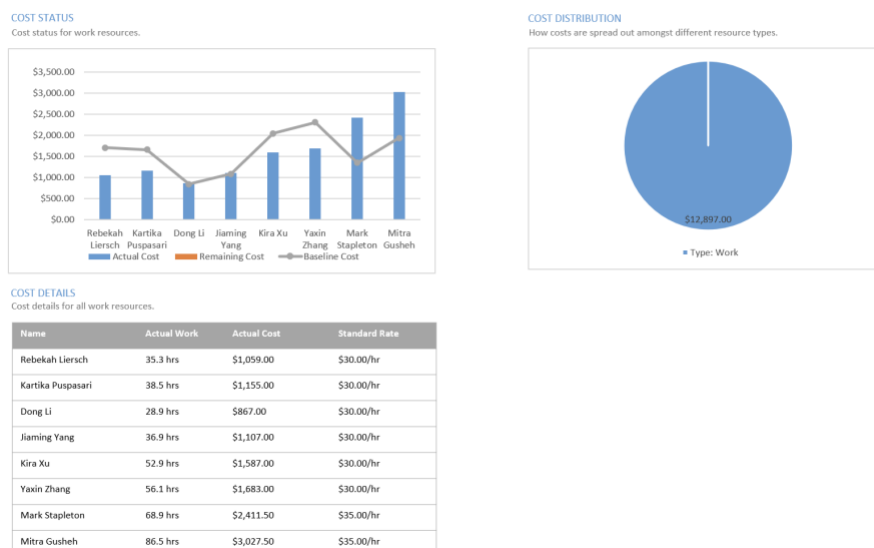 COST STATUS
Cost status for work resources.
$3,500.00
$3,000.00
$2,500.00
$2,000.00
$1,500.00
$1,000.00
$500.00
$0.00
Rebekah Liersch
Kartika Puspasari
Dong Li
Jiaming Yang
Kira Xu
Yaxin Zhang
Mark Stapleton
Mitra Gusheh
Actual Cost Remaining Cost Baseline Cost
COST DISTRIBUTION
How costs are spread out amongst different resource types.
$12,897.00
Type: Work
COST DETAILS
Cost details for all work resources.
Name Actual Work Actual Cost Standard Rate
Rebekah Liersch 35.3 hrs $1,059.00 $30.00/hr
Kartika Puspasari 38.5 hrs $1,155.00 $30.00/hr
Dong Li 28.9 hrs $867.00 $30.00/hr
Jiaming Yang 36.9 hrs $1,107.00 $30.00/hr
Kira Xu 52.9 hrs $1,587.00 $30.00/hr
Yaxin Zhang 56.1 hrs $1,683.00 $30.00/hr
Mark Stapleton 68.9 hrs $2,411.50 $35.00/hr
Mitra Gusheh 86.5 hrs $3,027.50 $35.00/hr